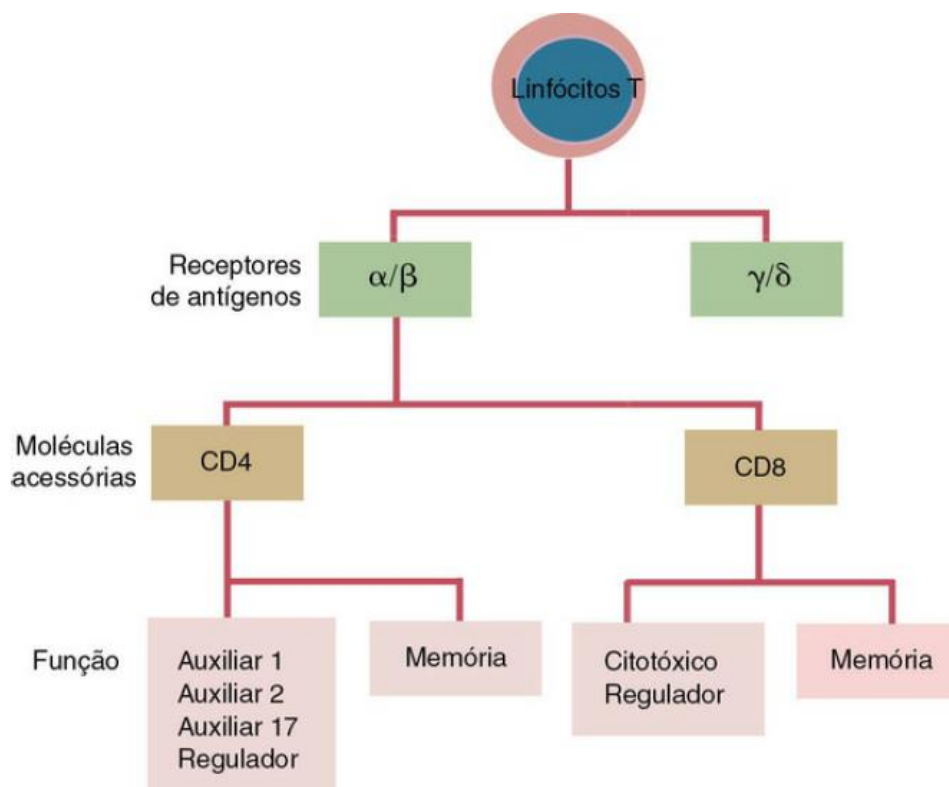 Linfócitos T
Receptores
de antígenos
α/β
γ/δ
Moléculas
acessórias
CD4
CD8
Função
Auxiliar 1
Auxiliar 2
Auxiliar 17
Regulador
Memória
Citotóxico
Regulador
Memória